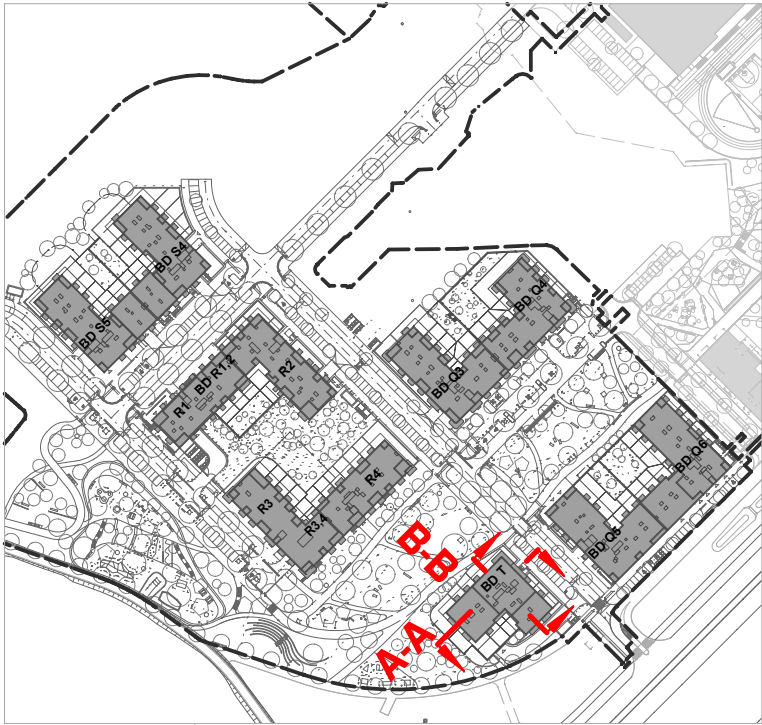 BD S4
BD S5
BD Q4
BD Q3
R2
BD R1,2
R1
BD Q6
BD Q5
R4
R3
R3,4
B-B
BD T
A-A